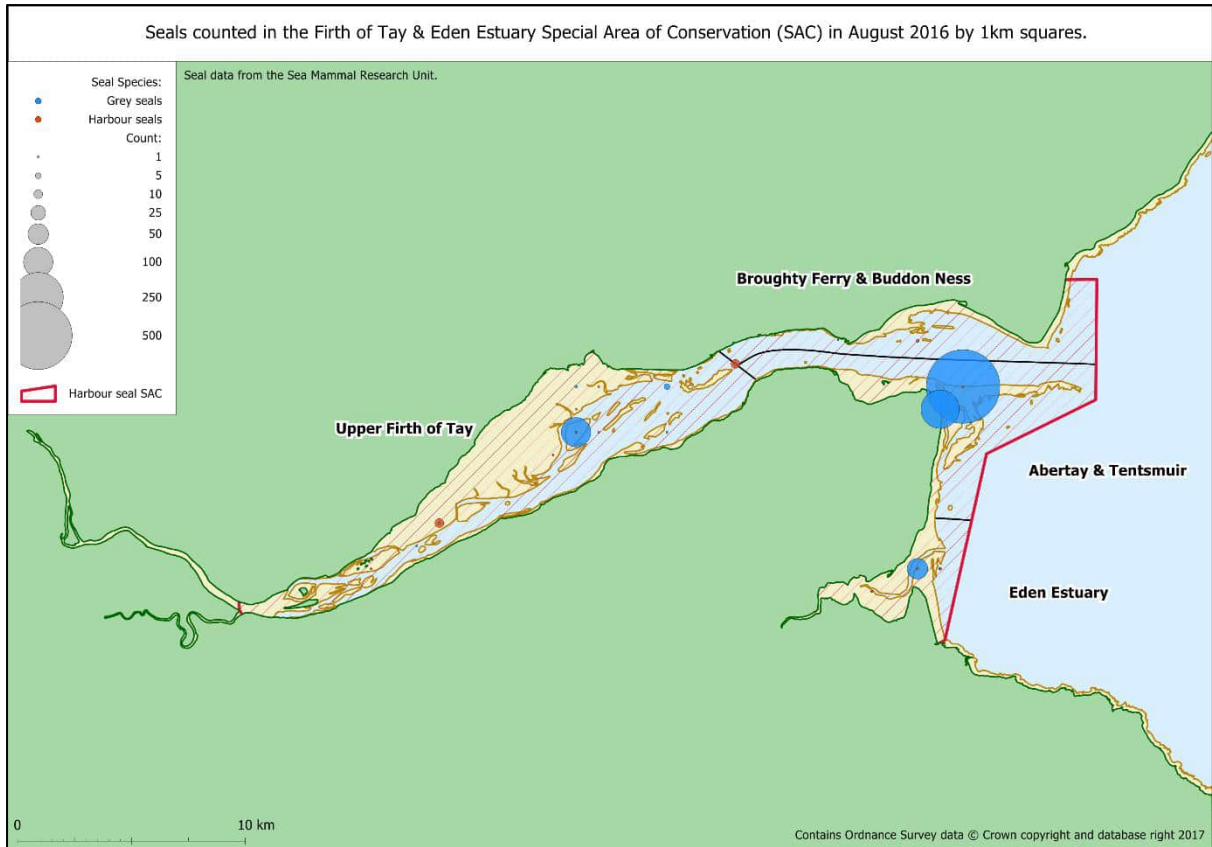 Seals counted in the Firth of Tay & Eden Estuary Special Area of Conservation (SAC) in August 2016 by 1km squares.
Seal data from the Sea Mammal Research Unit.
Seal Species:
Grey seals
Harbour seals
Count:
1
5
10
25
50
100
250
500
Harbour seal SAC
Broughty Ferry & Buddon Ness
Upper Firth of Tay
Abertay & Tentsmuir
Eden Estuary
0 10 km
Contains Ordnance Survey data © Crown copyright and database right 2017